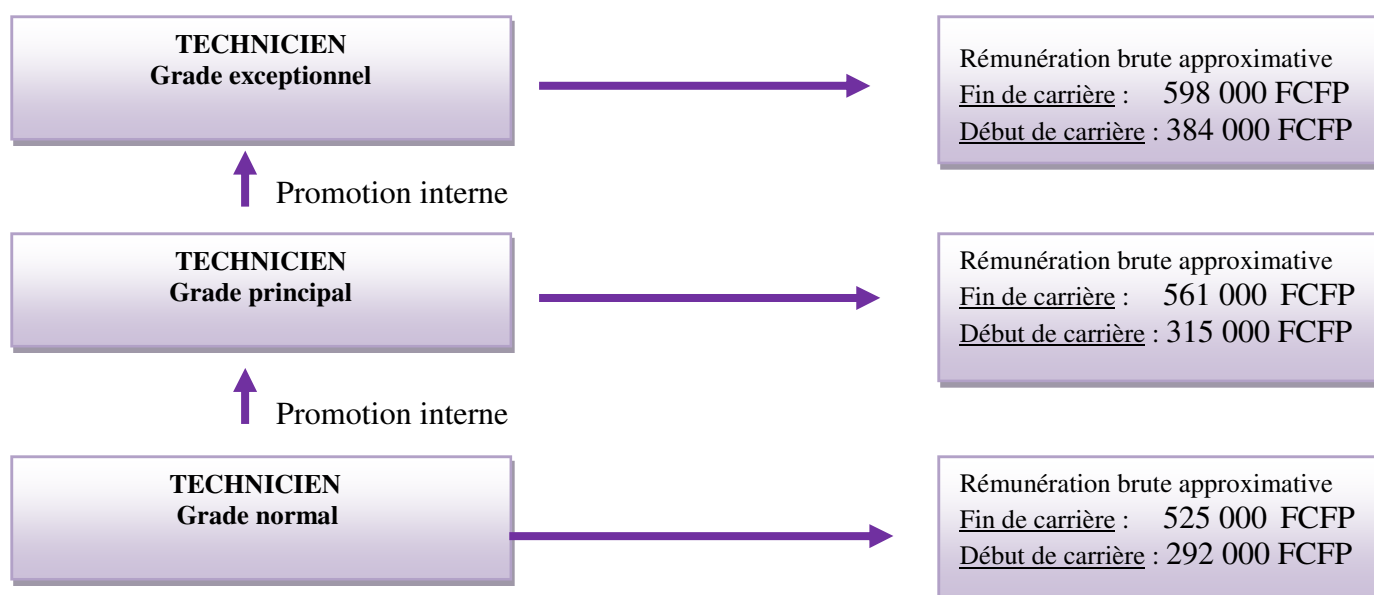 TECHNICIEN
Grade exceptionnel
Rémunération brute approximative
Fin de carrière : 598 000 FCFP
Début de carrière : 384 000 FCFP
Promotion interne
TECHNICIEN
Grade principal
Rémunération brute approximative
Fin de carrière : 561 000 FCFP
Début de carrière : 315 000 FCFP
Promotion interne
TECHNICIEN
Grade normal
Rémunération brute approximative
Fin de carrière : 525 000 FCFP
Début de carrière : 292 000 FCFP